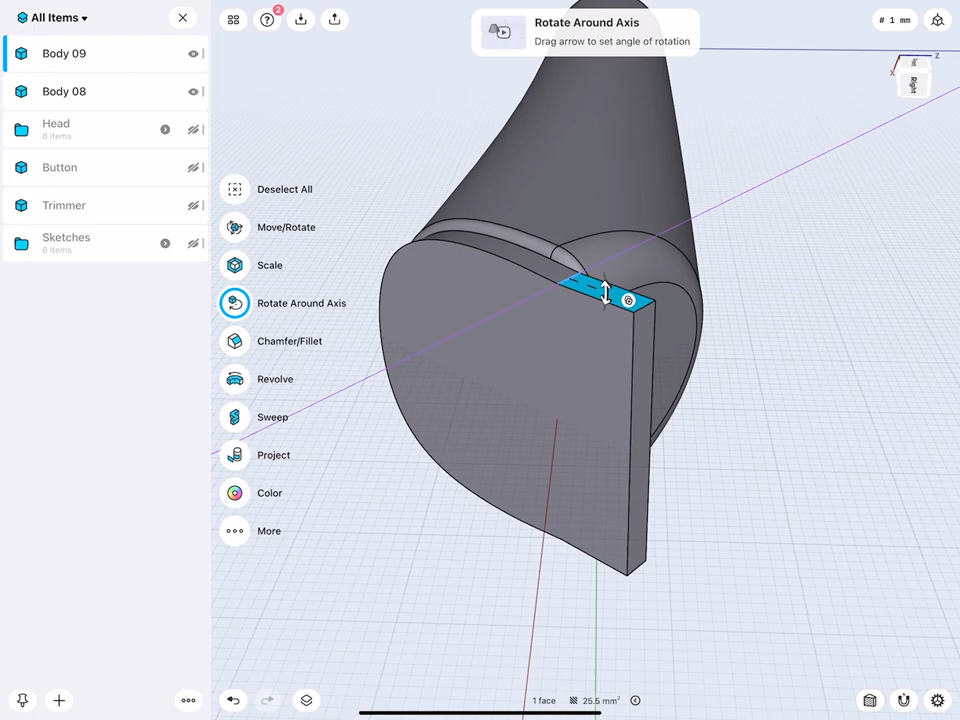 All Items
Body 09
Body 08
Head
8 items
Button
Trimmer
Sketches
6 items
2
Rotate Around Axis
Drag arrow to set angle of rotation
# 1 mm
Z
X
Right
Deselect All
Move/Rotate
Scale
Rotate Around Axis
Chamfer/Fillet
Revolve
Sweep
Project
Color
More
1 face
25.5 mm²